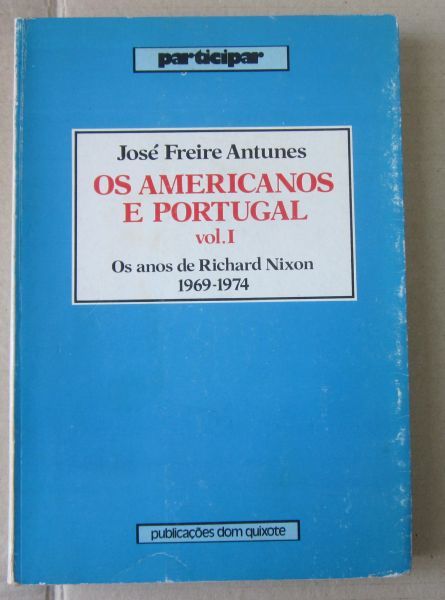 participar
José Freire Antunes
OS AMERICANOS
E PORTUGAL
vol.I
Os anos de Richard Nixon
1969-1974
publicações dom quixote